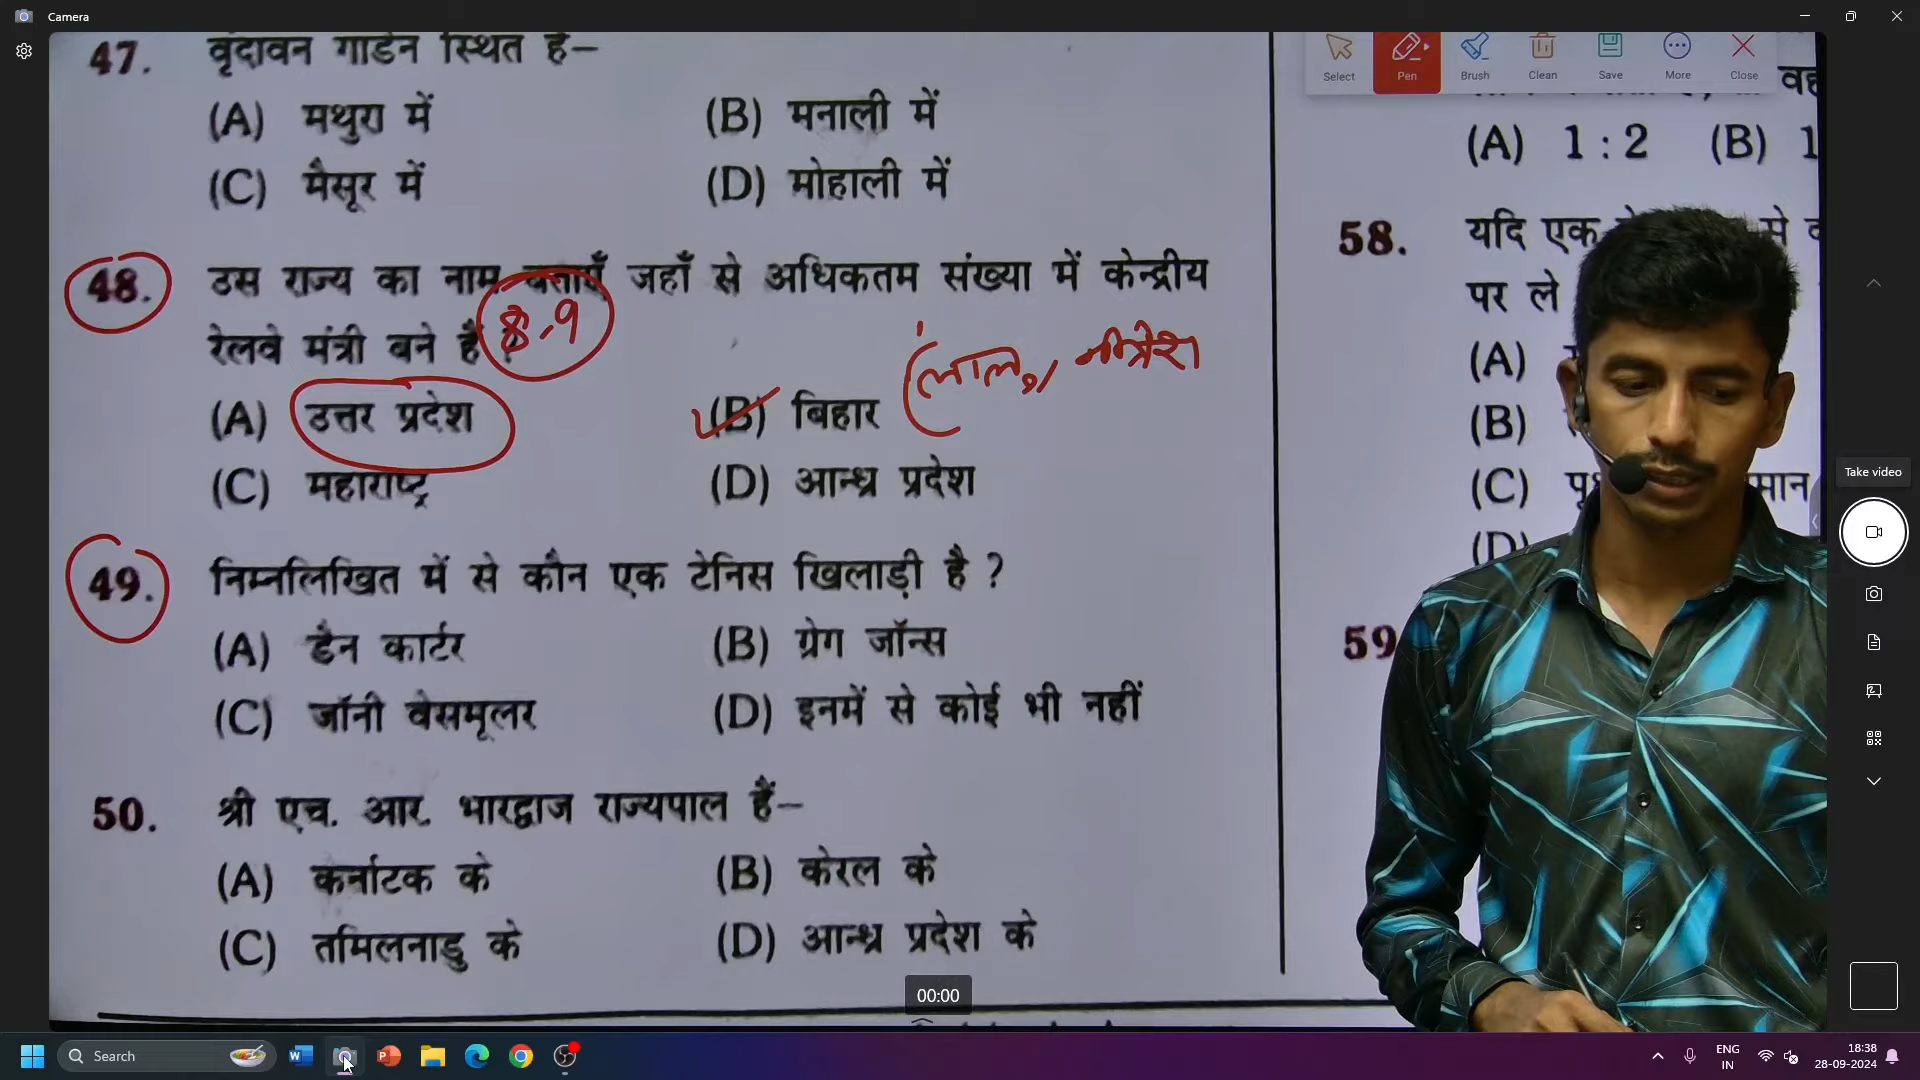 Camera
47. वृंदावन गार्डन स्थित है–
(A) मथुरा में (B) मनाली में
(C) मैसूर में (D) मोहाली में
48. उस राज्य का नाम बताएँ जहाँ से अधिकतम संख्या में केन्द्रीय
रेलवे मंत्री बने हैं ?
8-9
(A) उत्तर प्रदेश (B) बिहार
(C) महाराष्ट्र (D) आन्ध्र प्रदेश
49. निम्नलिखित में से कौन एक टेनिस खिलाड़ी है ?
(A) डैन कार्टर (B) ग्रेग जॉन्स
(C) जॉनी वेसमूलर (D) इनमें से कोई भी नहीं
50. श्री एच. आर. भारद्वाज राज्यपाल हैं–
(A) कर्नाटक के (B) केरल के
(C) तमिलनाडु के (D) आन्ध्र प्रदेश के
Select Pen Brush Clean Save More Close
वह
(A) 1 : 2 (B) 1
58. यदि एक से
पर ले
(A)
(B)
(C) मान
(D)
59
Take video
00:00
Search
ENG
IN
18:38
28-09-2024